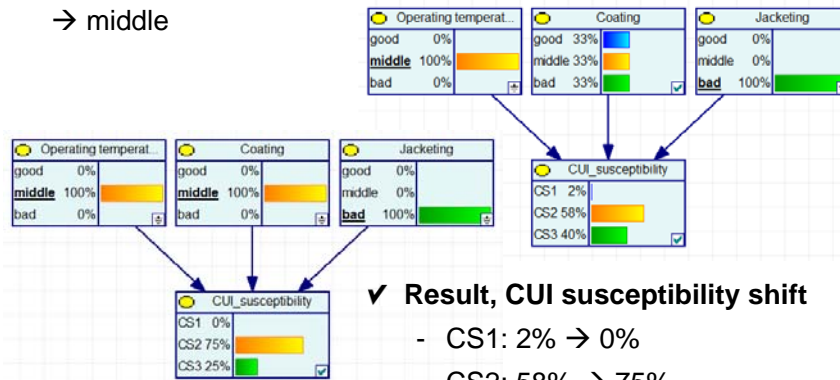 → middle
Operating temperat...
good 0%
middle 100%
bad 0%
Coating
good 33%
middle 33%
bad 33%
Jacketing
good 0%
middle 0%
bad 100%
CUI_susceptibility
CS1 2%
CS2 58%
CS3 40%
Operating temperat...
good 0%
middle 100%
bad 0%
Coating
good 0%
middle 100%
bad 0%
Jacketing
good 0%
middle 0%
bad 100%
CUI_susceptibility
CS1 0%
CS2 75%
CS3 25%
✔ Result, CUI susceptibility shift
- CS1: 2% → 0%
CS2: 58% → 75%